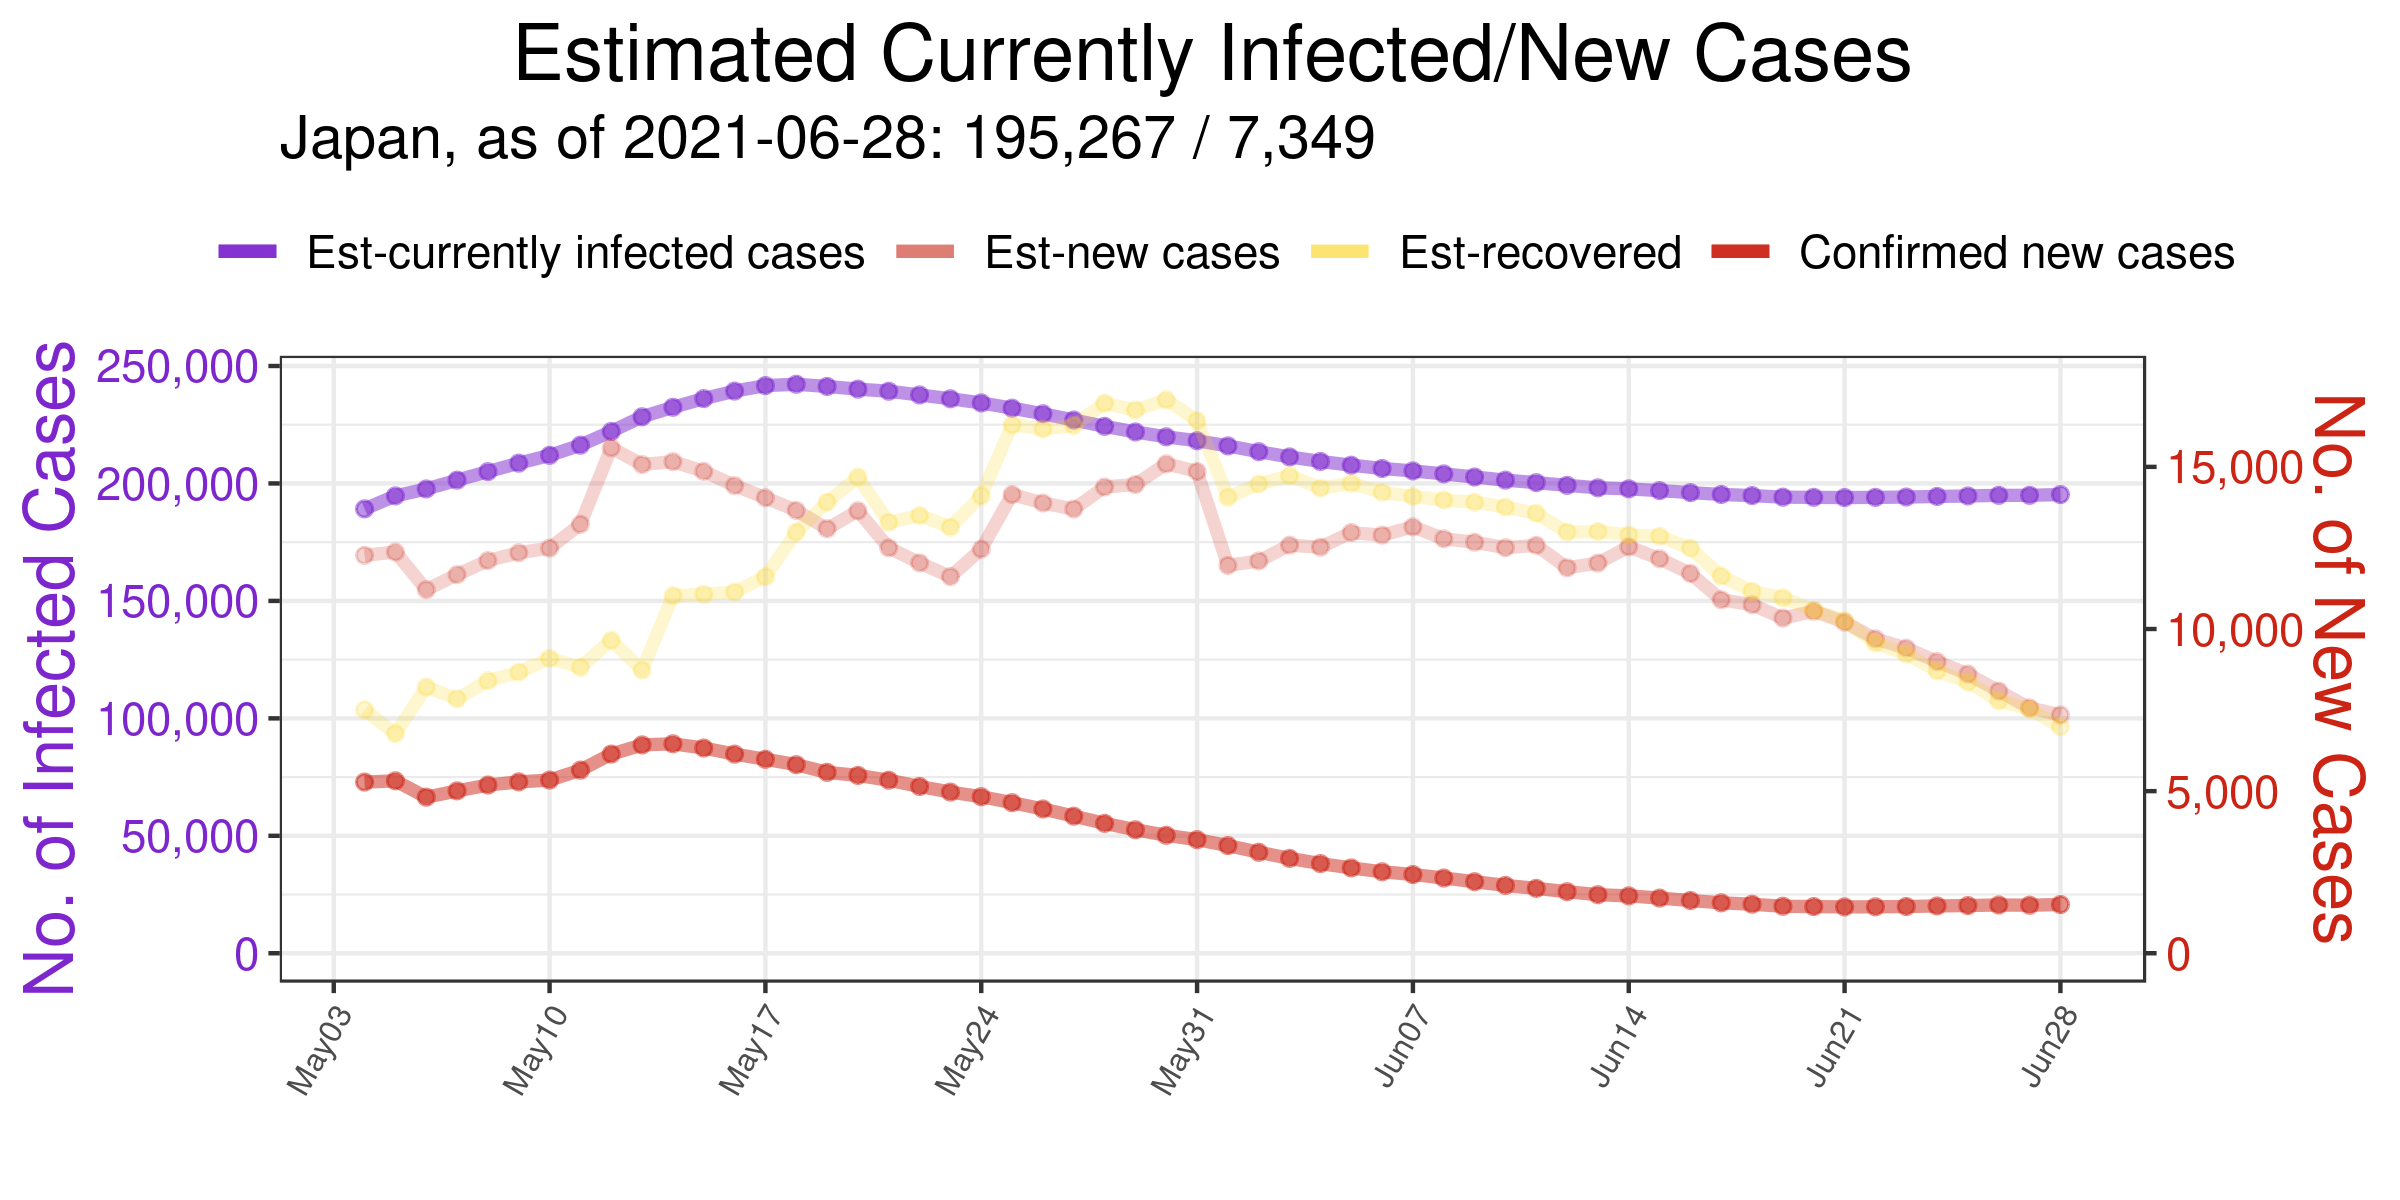 Estimated Currently Infected/New Cases
Japan, as of 2021-06-28: 195,267 / 7,349
Est-currently infected cases Est-new cases Est-recovered Confirmed new cases
No. of Infected Cases
250,000
200,000
150,000
100,000
50,000
0
15,000
10,000
5,000
0
No. of New Cases
May03 May10 May17 May24 May31 Jun07 Jun14 Jun21 Jun28